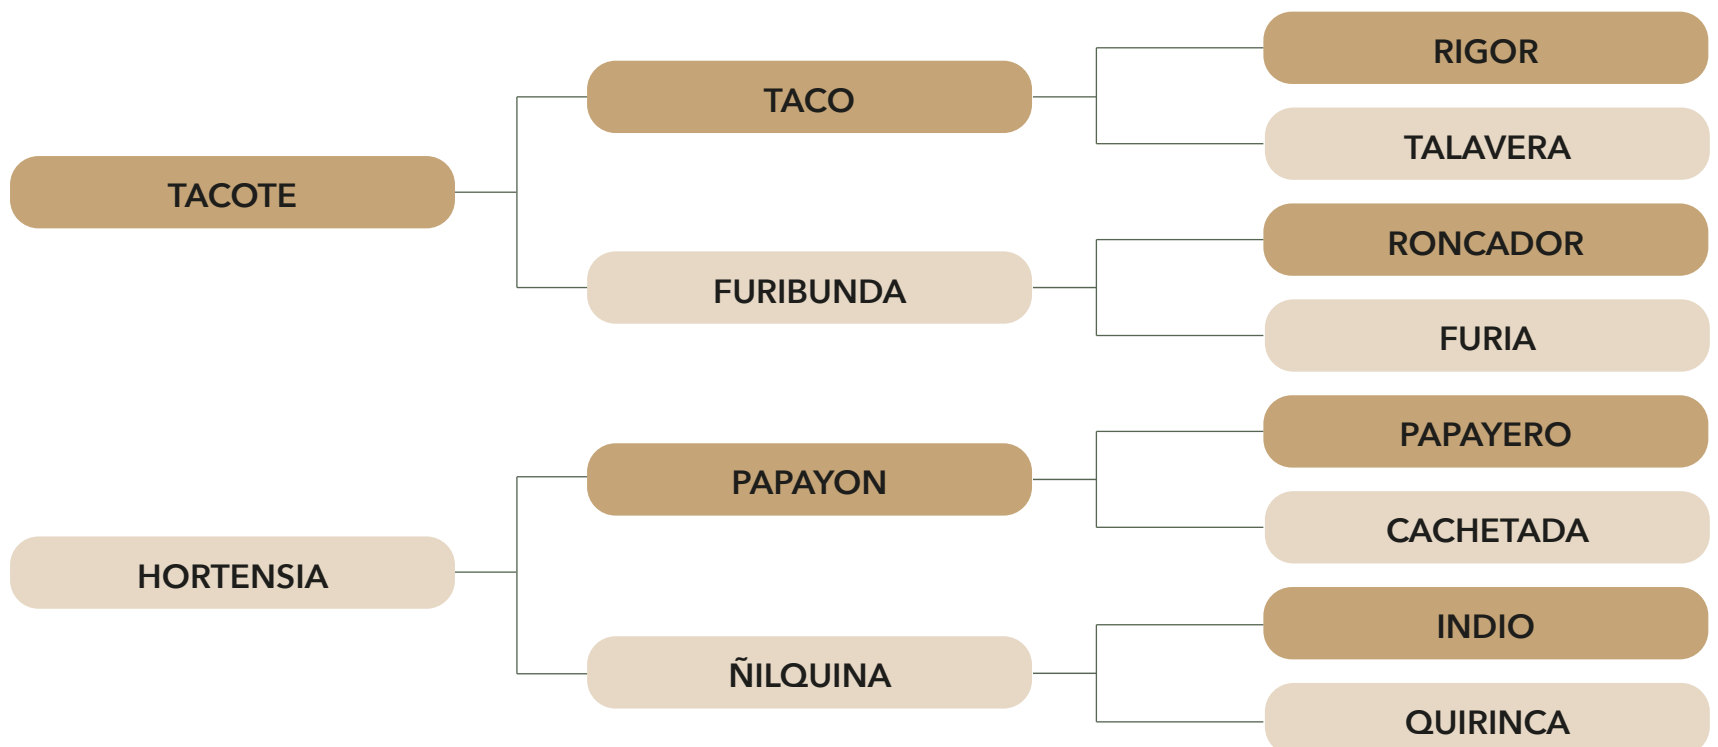 RIGOR
TACO
TALAVERA
TACOTE
RONCADOR
FURIBUNDA
FURIA
PAPAYERO
PAPAYON
CACHETADA
HORTENSIA
INDIO
ÑILQUINA
QUIRINCA